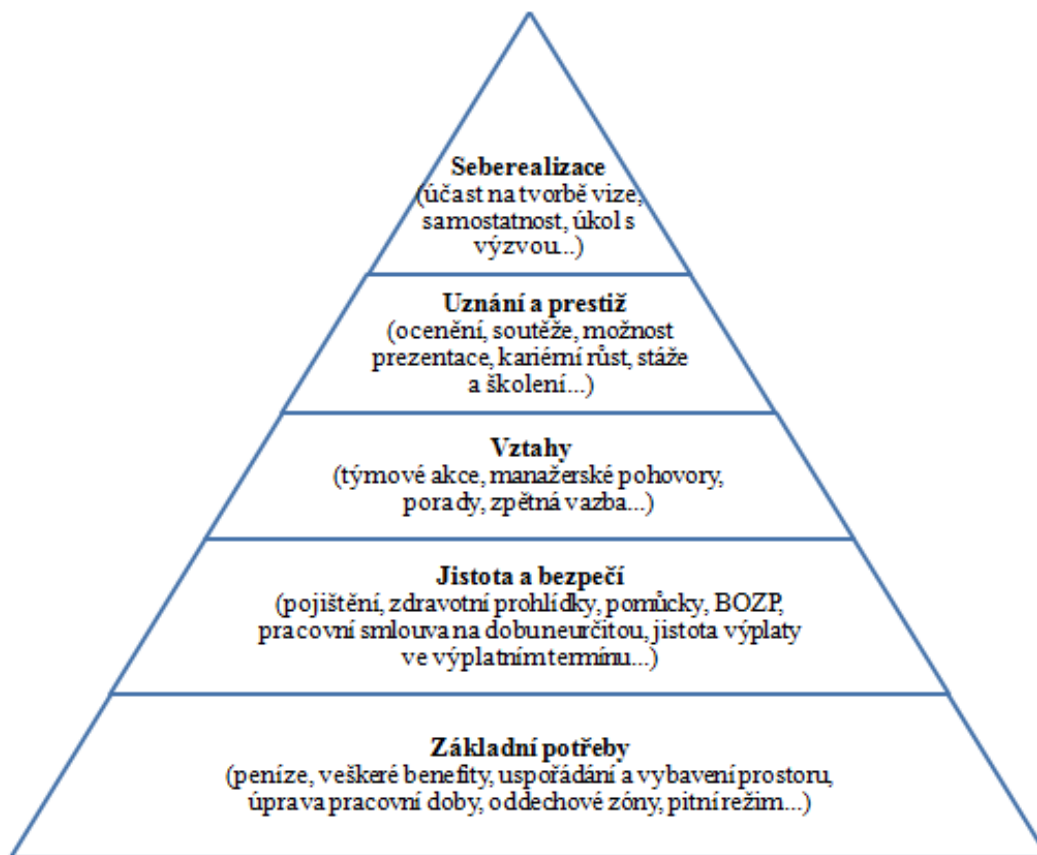 Seberealizace
(účast na tvorbě vize,
samostatnost, úkol s
výzvou...)
Uznání a prestiž
(ocenění, soutěže, možnost
prezentace, kariérní růst, stáže
a školení...)
Vztahy
(týmové akce, manažerské pohovory,
porady, zpětná vazba...)
Jistota a bezpečí
(pojištění, zdravotní prohlídky, pomůcky, BOZP,
pracovní smlouva na dobu neurčitou, jistota výplaty
ve výplatním termínu...)
Základní potřeby
(peníze, veškeré benefity, uspořádání a vybavení prostoru,
úprava pracovní doby, oddechové zóny, pitní režim...)